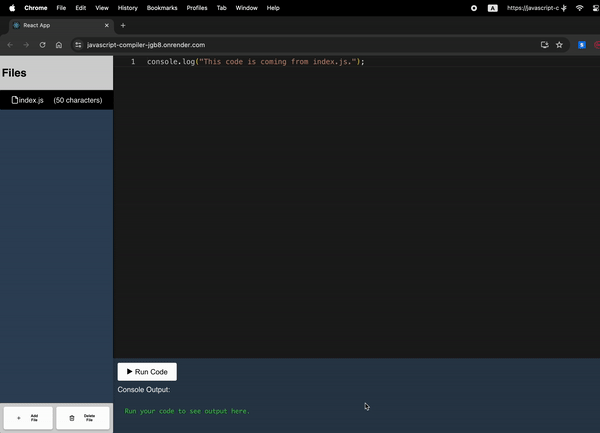 Chrome File Edit View History Bookmarks Profiles Tab Window Help A https://javascript-c
React App
javascript-compiler-jgb8.onrender.com
Files
1 console.log("This code is coming from index.js.");
index.js (50 characters)
Run Code
Console Output:
Run your code to see output here.
+ Add File
Delete File